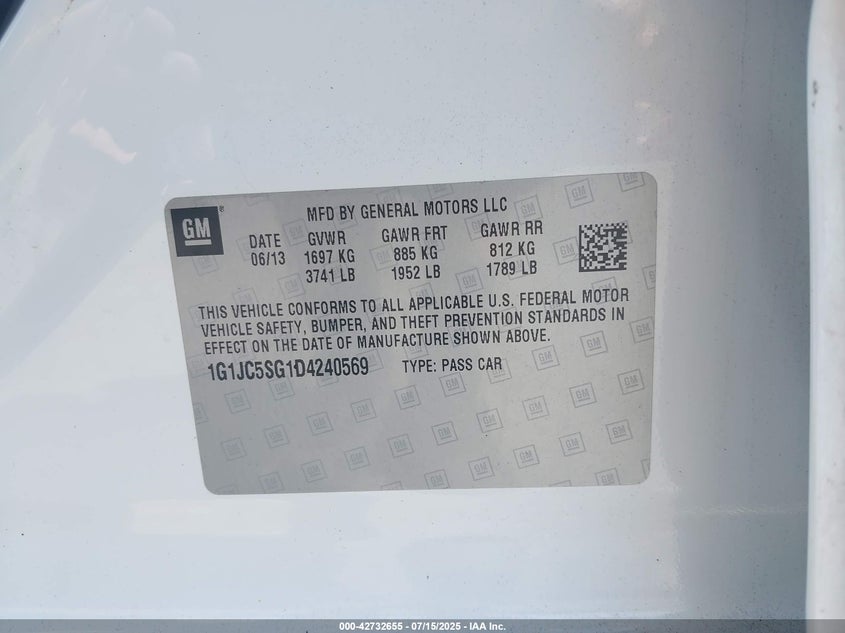 GM
MFD BY GENERAL MOTORS LLC
DATE GVWR GAWR FRT GAWR RR
06/13 1697 KG 885 KG 812 KG
3741 LB 1952 LB 1789 LB
THIS VEHICLE CONFORMS TO ALL APPLICABLE U.S. FEDERAL MOTOR
VEHICLE SAFETY, BUMPER, AND THEFT PREVENTION STANDARDS IN
EFFECT ON THE DATE OF MANUFACTURE SHOWN ABOVE.
1G1JC5SG1D4240569 TYPE: PASS CAR
000-42732655 - 07/15/2025 - IAA Inc.